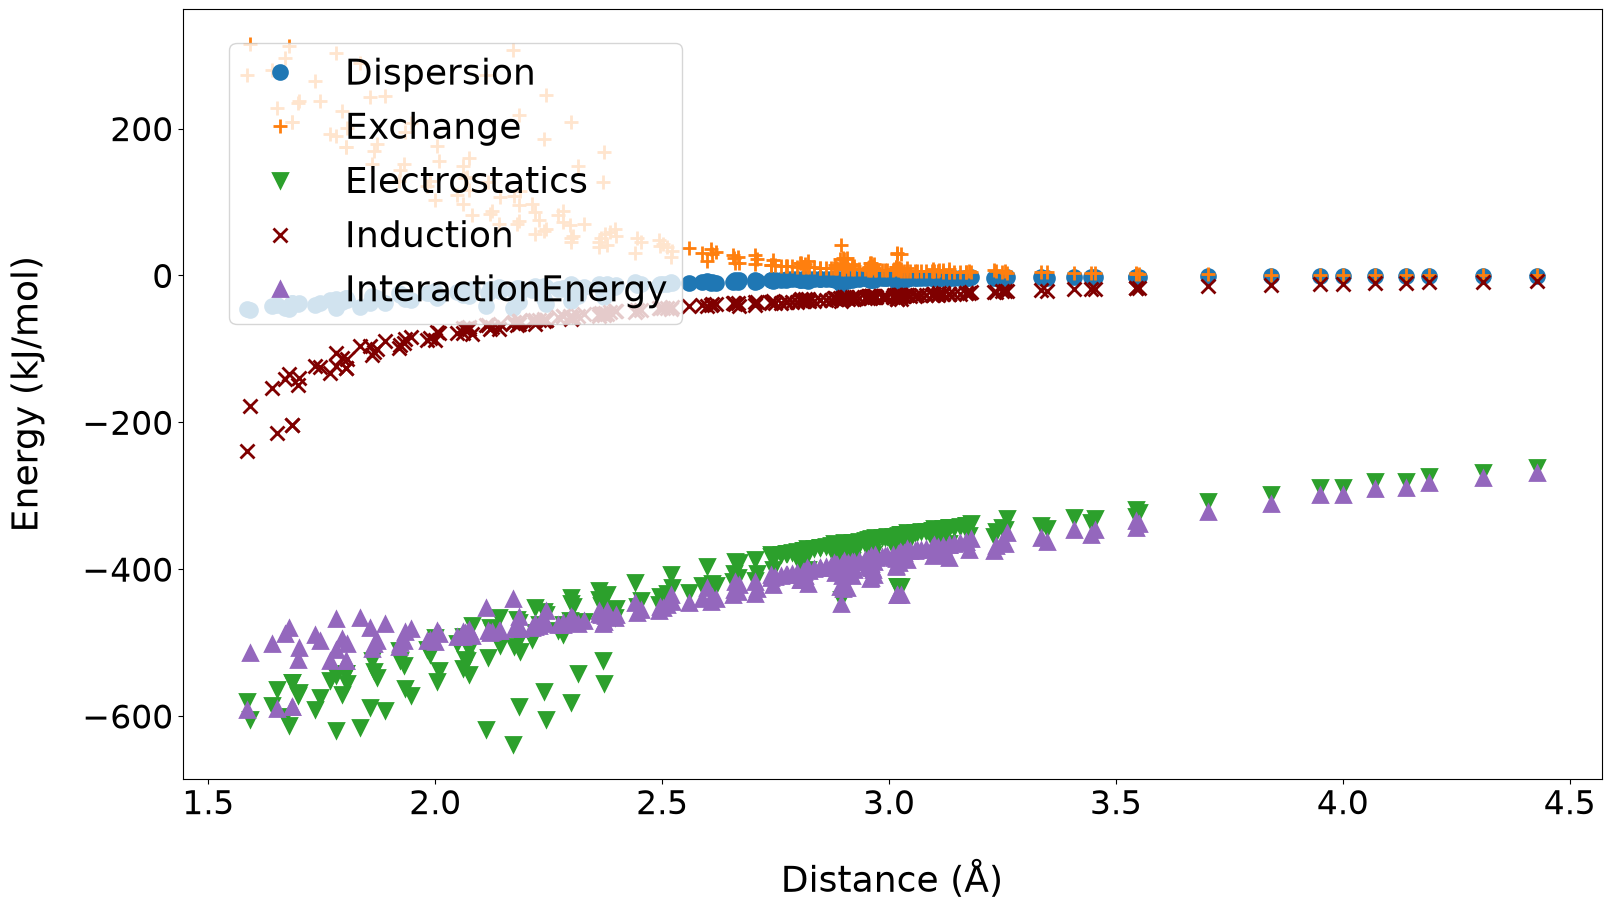 Dispersion
Exchange
Electrostatics
Induction
InteractionEnergy
Energy (kJ/mol)
200
0
−200
−400
−600
1.5 2.0 2.5 3.0 3.5 4.0 4.5
Distance (Å)